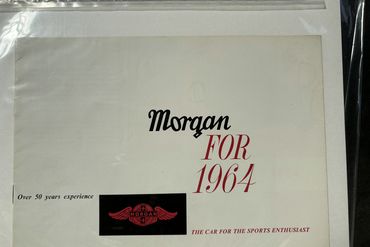 Morgan
FOR
1964
Over 50 years experience
MORGAN
THE CAR FOR THE SPORTS ENTHUSIAST